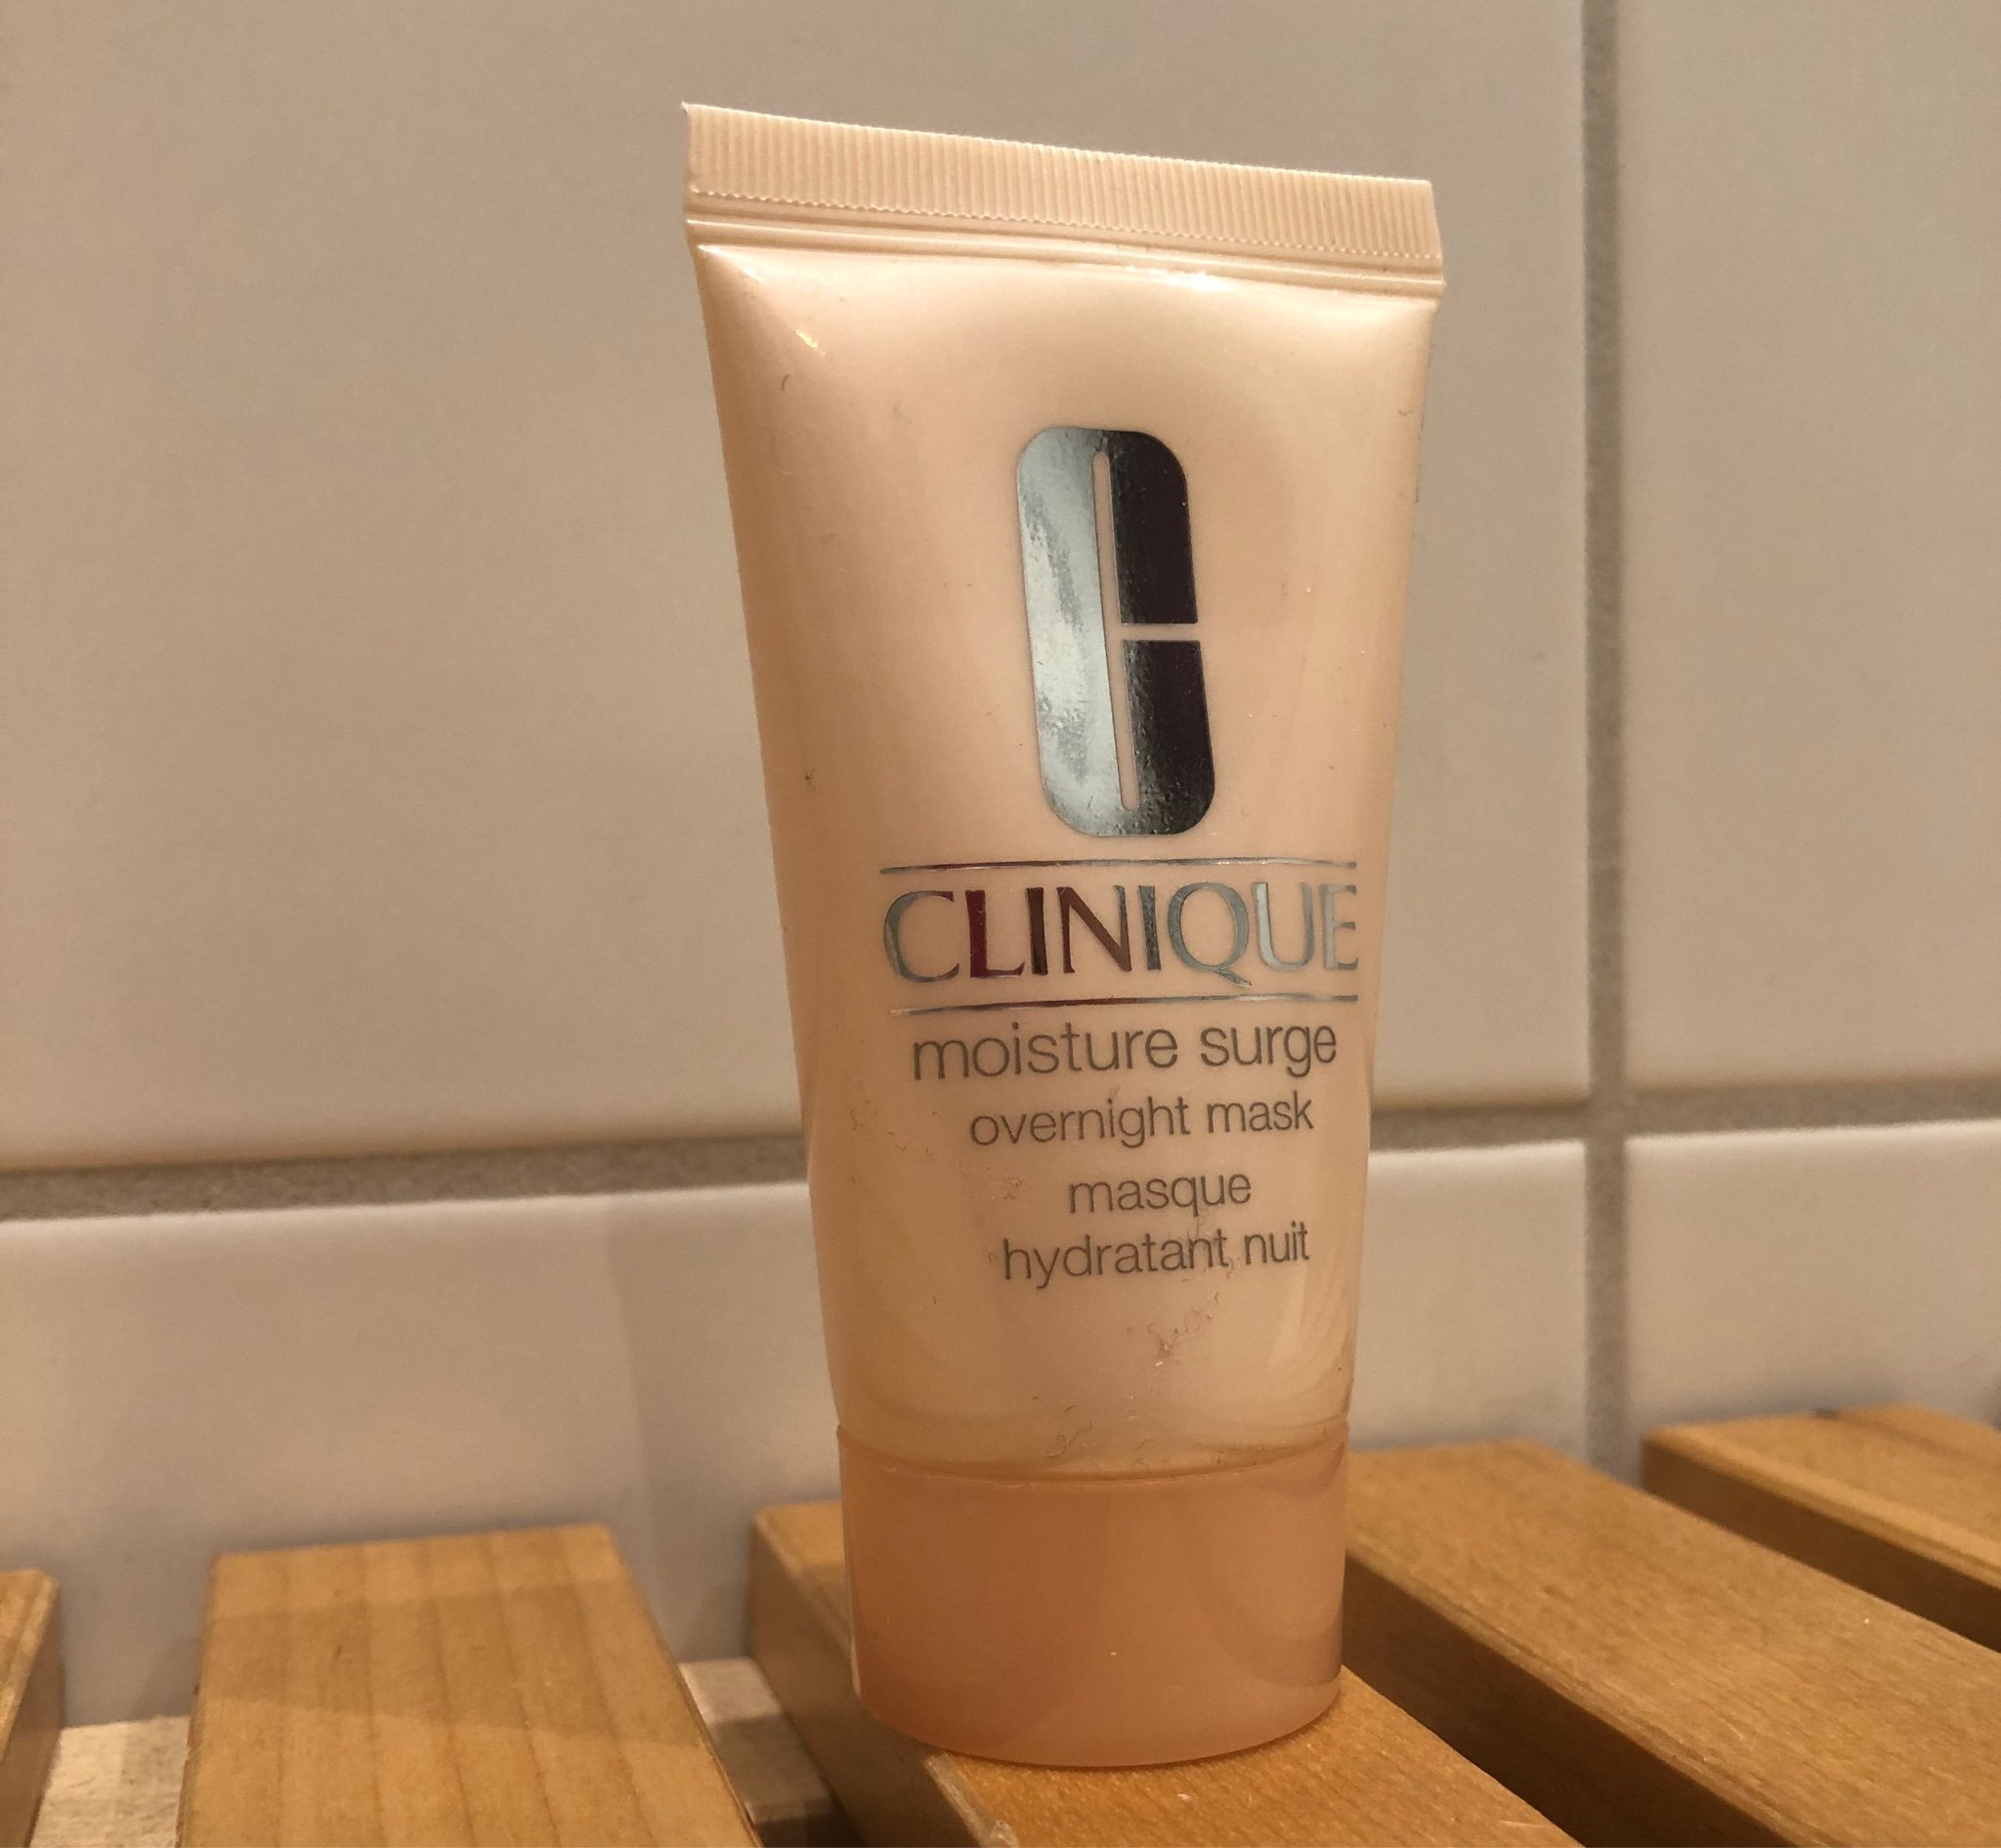 C
CLINIQUE
moisture surge
overnight mask
masque
hydratant nuit